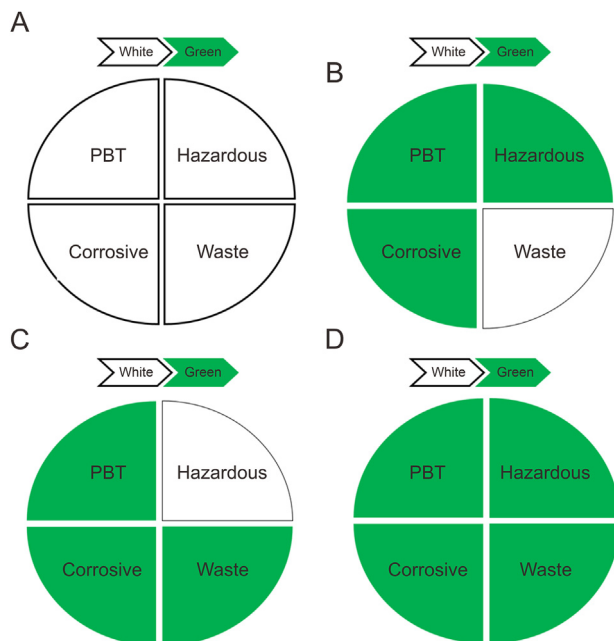 A
White Green
PBT Hazardous
Corrosive Waste
B
White Green
PBT Hazardous
Corrosive Waste
C
White Green
PBT Hazardous
Corrosive Waste
D
White Green
PBT Hazardous
Corrosive Waste